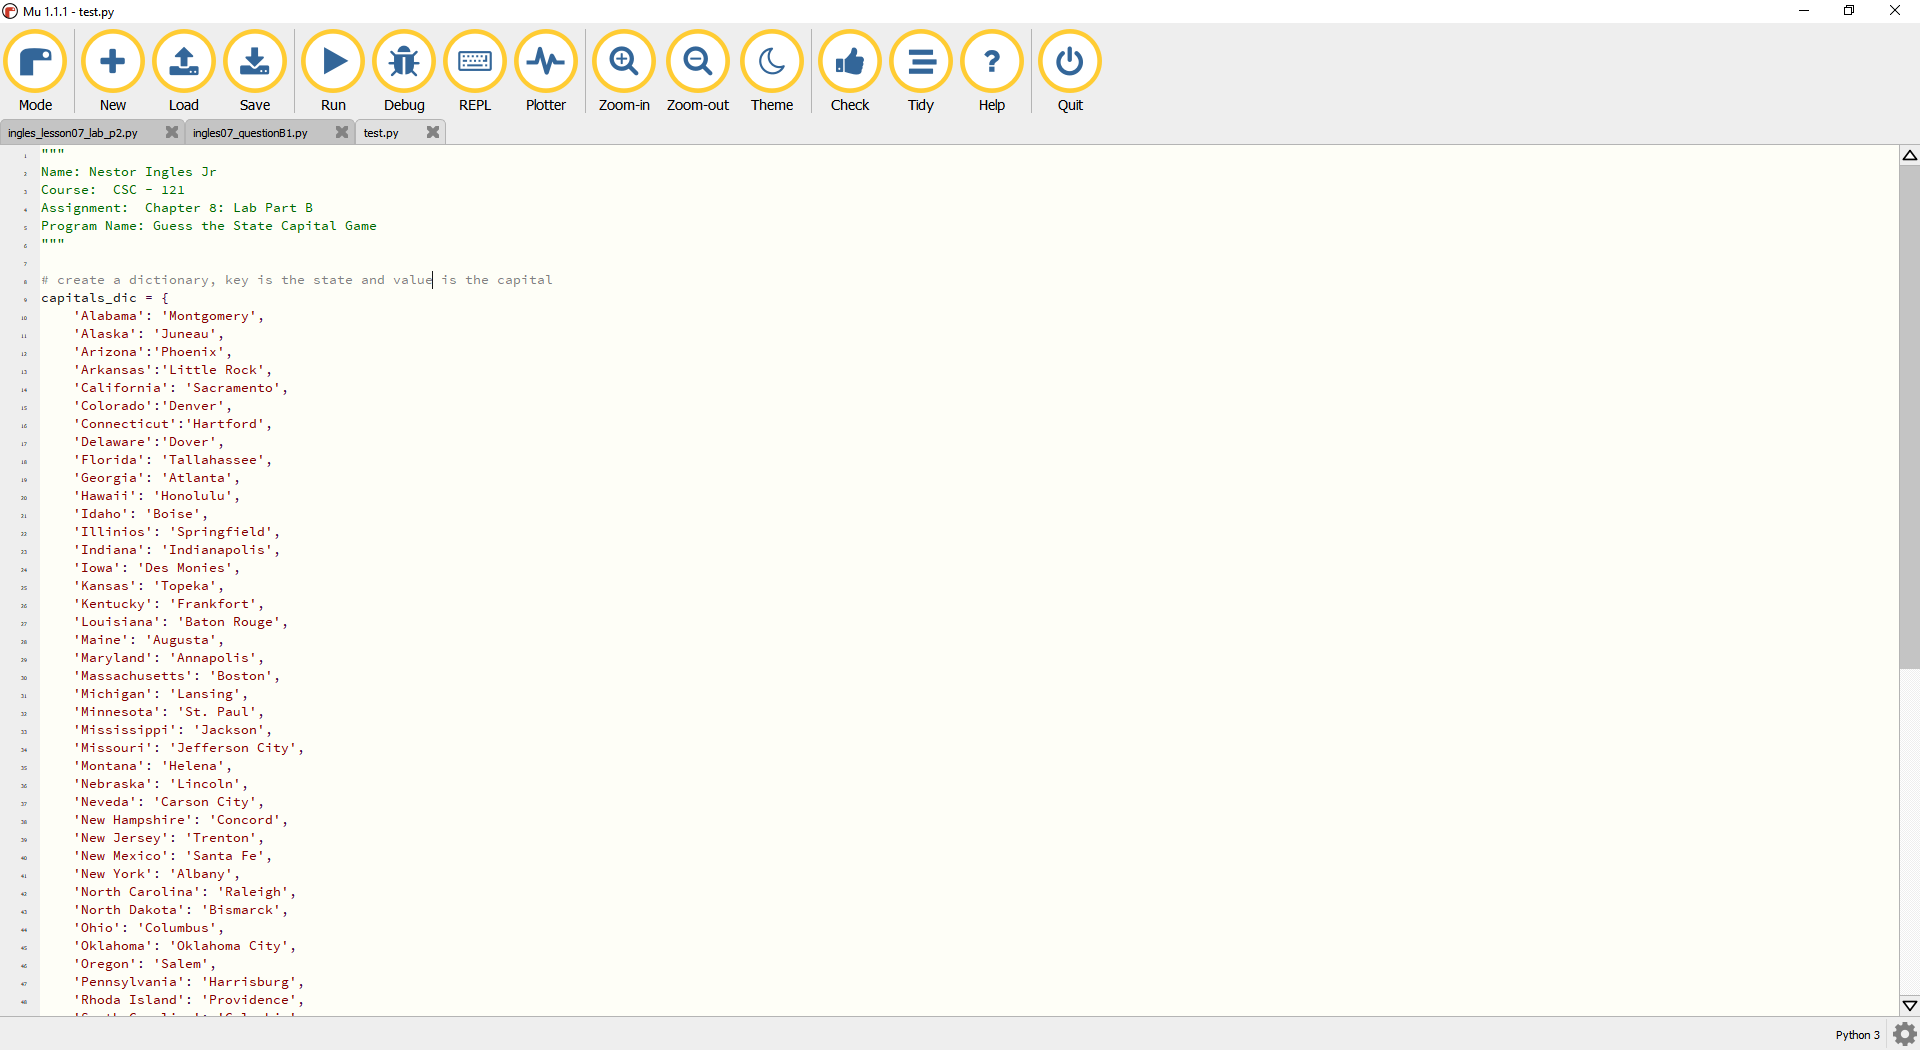 Mu 1.1.1 - test.py
Mode New Load Save Run Debug REPL Plotter Zoom-in Zoom-out Theme Check Tidy Help Quit
ingles_lesson07_lab_p2.py ingles07_questionB1.py test.py
1 """
2 Name: Nestor Ingles Jr
3 Course:  CSC - 121
4 Assignment:  Chapter 8: Lab Part B
5 Program Name: Guess the State Capital Game
6 """
7
8 # create a dictionary, key is the state and value is the capital
9 capitals_dic = {
10     'Alabama': 'Montgomery',
11     'Alaska': 'Juneau',
12     'Arizona':'Phoenix',
13     'Arkansas':'Little Rock',
14     'California': 'Sacramento',
15     'Colorado':'Denver',
16     'Connecticut':'Hartford',
17     'Delaware':'Dover',
18     'Florida': 'Tallahassee',
19     'Georgia': 'Atlanta',
20     'Hawaii': 'Honolulu',
21     'Idaho': 'Boise',
22     'Illinios': 'Springfield',
23     'Indiana': 'Indianapolis',
24     'Iowa': 'Des Monies',
25     'Kansas': 'Topeka',
26     'Kentucky': 'Frankfort',
27     'Louisiana': 'Baton Rouge',
28     'Maine': 'Augusta',
29     'Maryland': 'Annapolis',
30     'Massachusetts': 'Boston',
31     'Michigan': 'Lansing',
32     'Minnesota': 'St. Paul',
33     'Mississippi': 'Jackson',
34     'Missouri': 'Jefferson City',
35     'Montana': 'Helena',
36     'Nebraska': 'Lincoln',
37     'Neveda': 'Carson City',
38     'New Hampshire': 'Concord',
39     'New Jersey': 'Trenton',
40     'New Mexico': 'Santa Fe',
41     'New York': 'Albany',
42     'North Carolina': 'Raleigh',
43     'North Dakota': 'Bismarck',
44     'Ohio': 'Columbus',
45     'Oklahoma': 'Oklahoma City',
46     'Oregon': 'Salem',
47     'Pennsylvania': 'Harrisburg',
48     'Rhoda Island': 'Providence',
Python 3